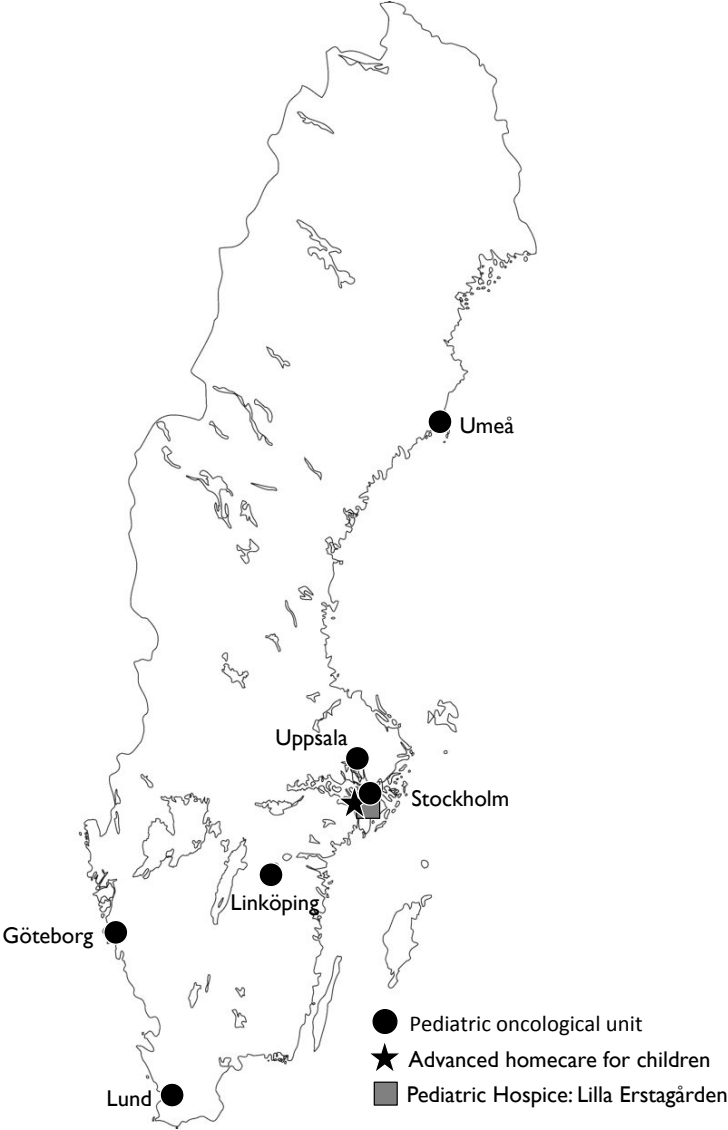 Umeå
Uppsala
Stockholm
Linköping
Göteborg
Pediatric oncological unit
Advanced homecare for children
Pediatric Hospice: Lilla Erstagården
Lund